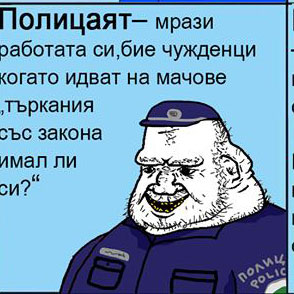 Полицаят– мрази
работата си,бие чужденци
когато идват на мачове
„търкания
със закона
имал ли
си?“
ПОЛИЦ
POLIC